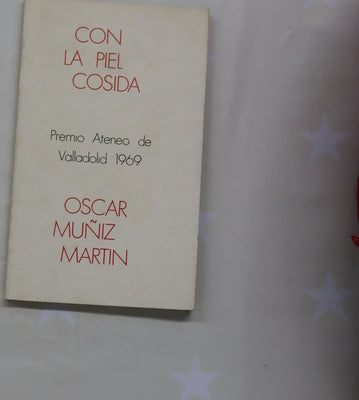 CON
LA PIEL
COSIDA
Premio Ateneo de
Valladolid 1969
OSCAR
MUÑIZ
MARTIN